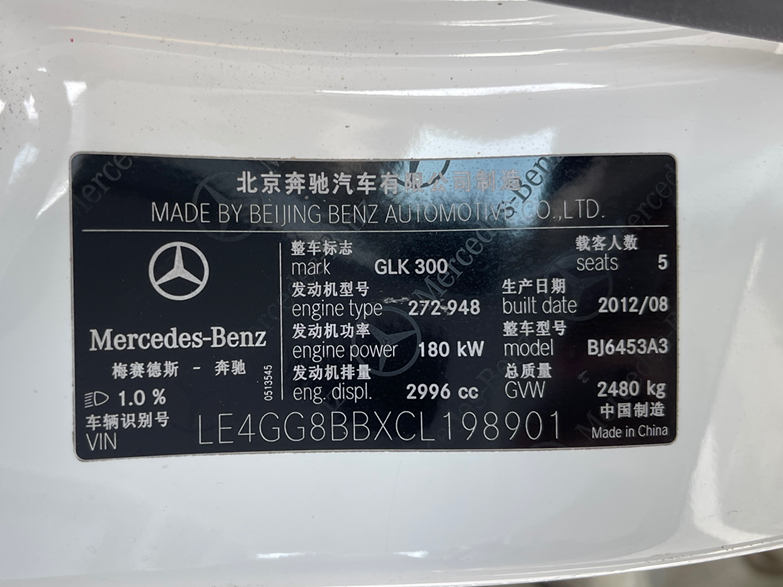 北京奔驰汽车有限公司制造
MADE BY BEIJING BENZ AUTOMOTIVE CO.,LTD.
Mercedes-Benz
梅赛德斯 - 奔驰
1.0 %
0513545
整车标志
mark GLK 300
载客人数
seats 5
发动机型号
engine type 272 948
生产日期
built date 2012/08
发动机功率
engine power 180 kW
整车型号
model BJ6453A3
发动机排量
eng. displ. 2996 cc
总质量
GVW 2480 kg
车辆识别号
VIN LE4GG8BBXCL198901
中国制造
Made in China